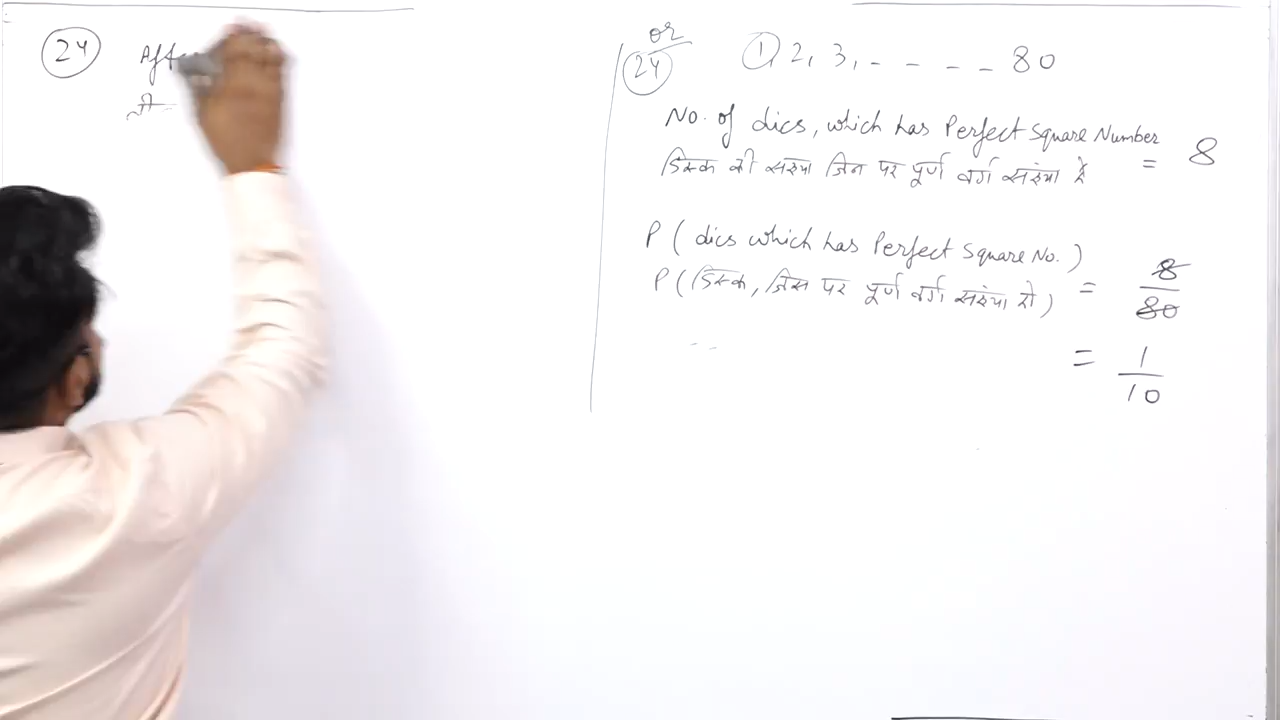 24
or
24
1, 2, 3, - - - - 80
No. of dics, which has Perfect Square Number
डिस्क की संख्या जिन पर पूर्ण वर्ग संख्या है = 8
P ( dics which has Perfect Square No. )
P (डिस्क, जिस पर पूर्ण वर्ग संख्या हो) = 8/80
= 1/10